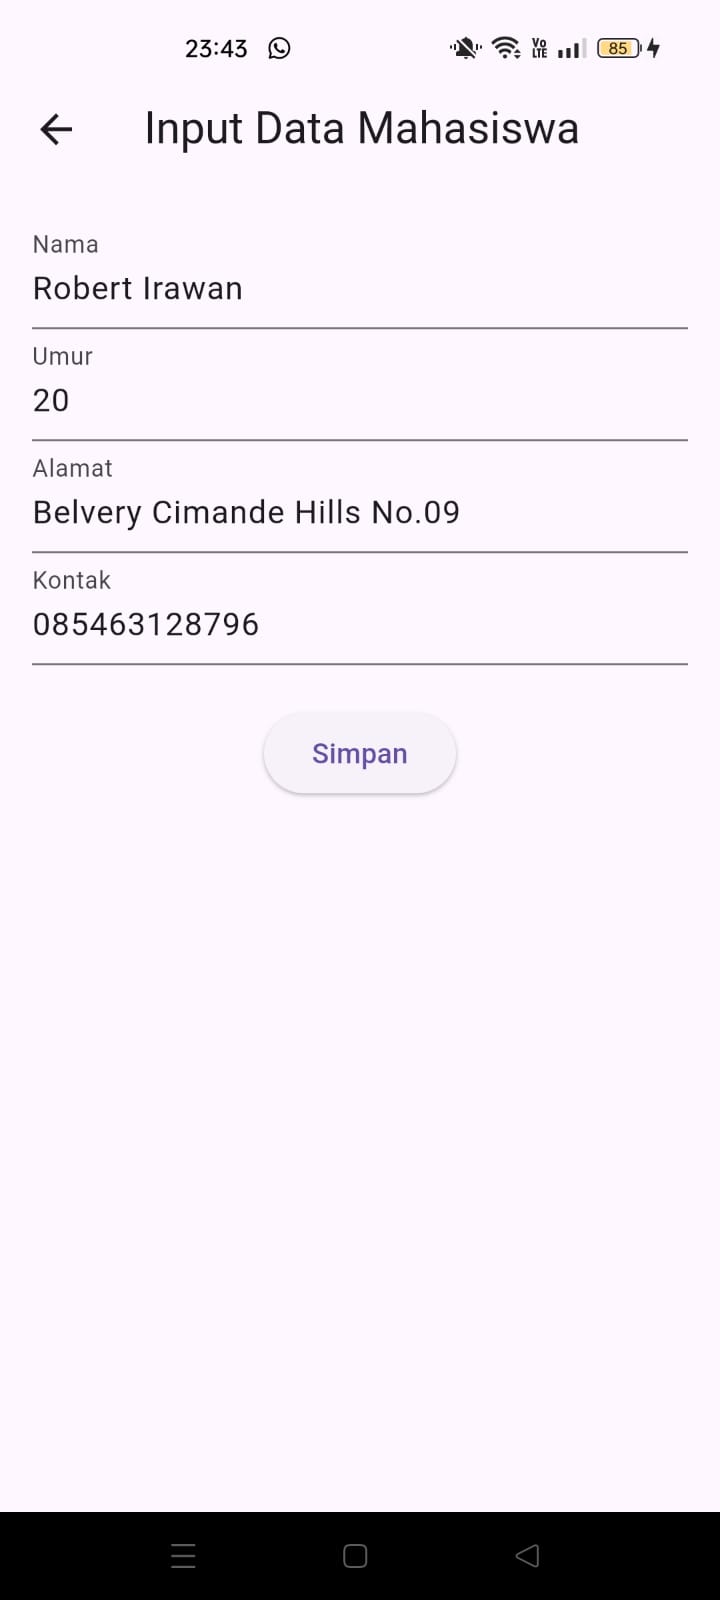 23:43
Vo LTE 85
Input Data Mahasiswa
Nama
Robert Irawan
Umur
20
Alamat
Belvery Cimande Hills No.09
Kontak
085463128796
Simpan